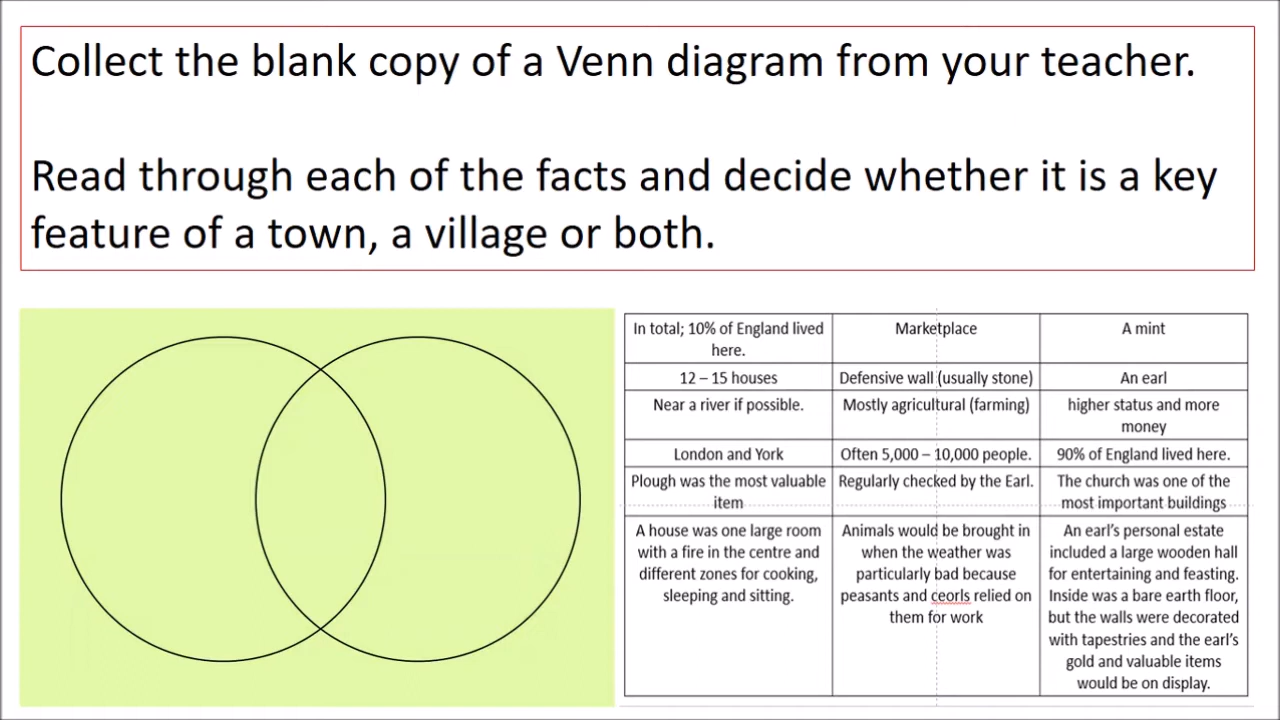 Collect the blank copy of a Venn diagram from your teacher.
Read through each of the facts and decide whether it is a key
feature of a town, a village or both.
In total; 10% of England lived
here.
Marketplace
A mint
12 – 15 houses
Defensive wall (usually stone)
An earl
Near a river if possible.
Mostly agricultural (farming)
higher status and more
money
London and York
Often 5,000 – 10,000 people.
90% of England lived here.
Plough was the most valuable
item
Regularly checked by the Earl.
The church was one of the
most important buildings
A house was one large room
with a fire in the centre and
different zones for cooking,
sleeping and sitting.
Animals would be brought in
when the weather was
particularly bad because
peasants and ceorls relied on
them for work
An earl’s personal estate
included a large wooden hall
for entertaining and feasting.
Inside was a bare earth floor,
but the walls were decorated
with tapestries and the earl’s
gold and valuable items
would be on display.